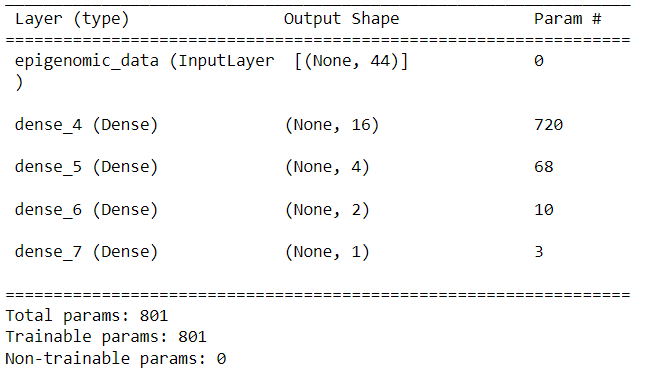 Layer (type) Output Shape Param #
=================================================================
epigenomic_data (InputLayer [(None, 44)] 0
)
dense_4 (Dense) (None, 16) 720
dense_5 (Dense) (None, 4) 68
dense_6 (Dense) (None, 2) 10
dense_7 (Dense) (None, 1) 3
=================================================================
Total params: 801
Trainable params: 801
Non-trainable params: 0